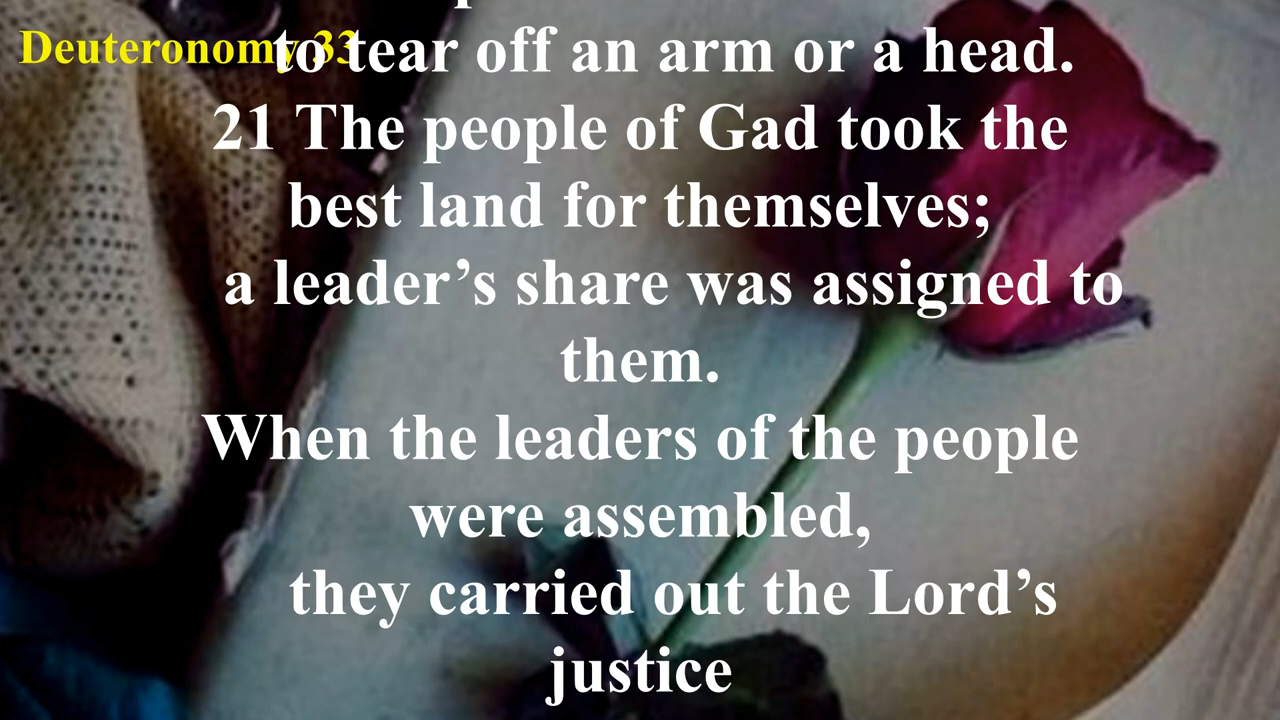 Deuteronomy 33
to tear off an arm or a head.
21 The people of Gad took the
best land for themselves;
a leader’s share was assigned to
them.
When the leaders of the people
were assembled,
they carried out the Lord’s
justice